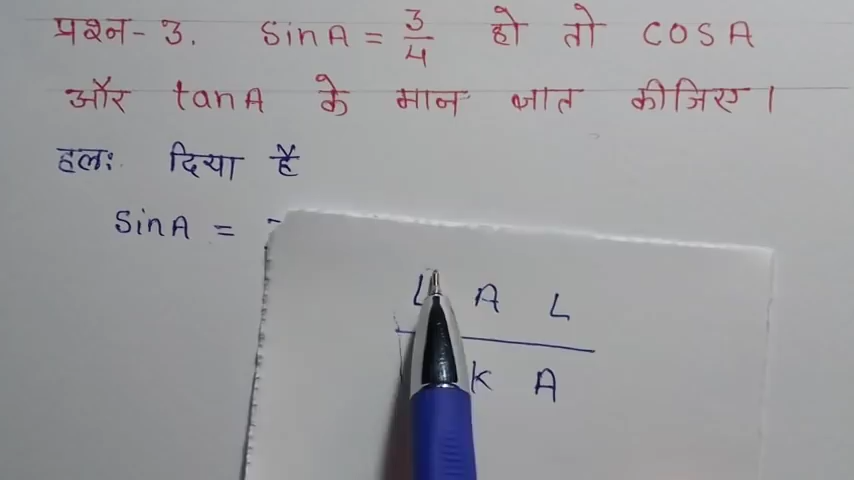 प्रश्न- 3. sinA = 3/4 हो तो COSA
और tanA के मान ज्ञात कीजिए।
हलः दिया है
sinA =
L A L
K A